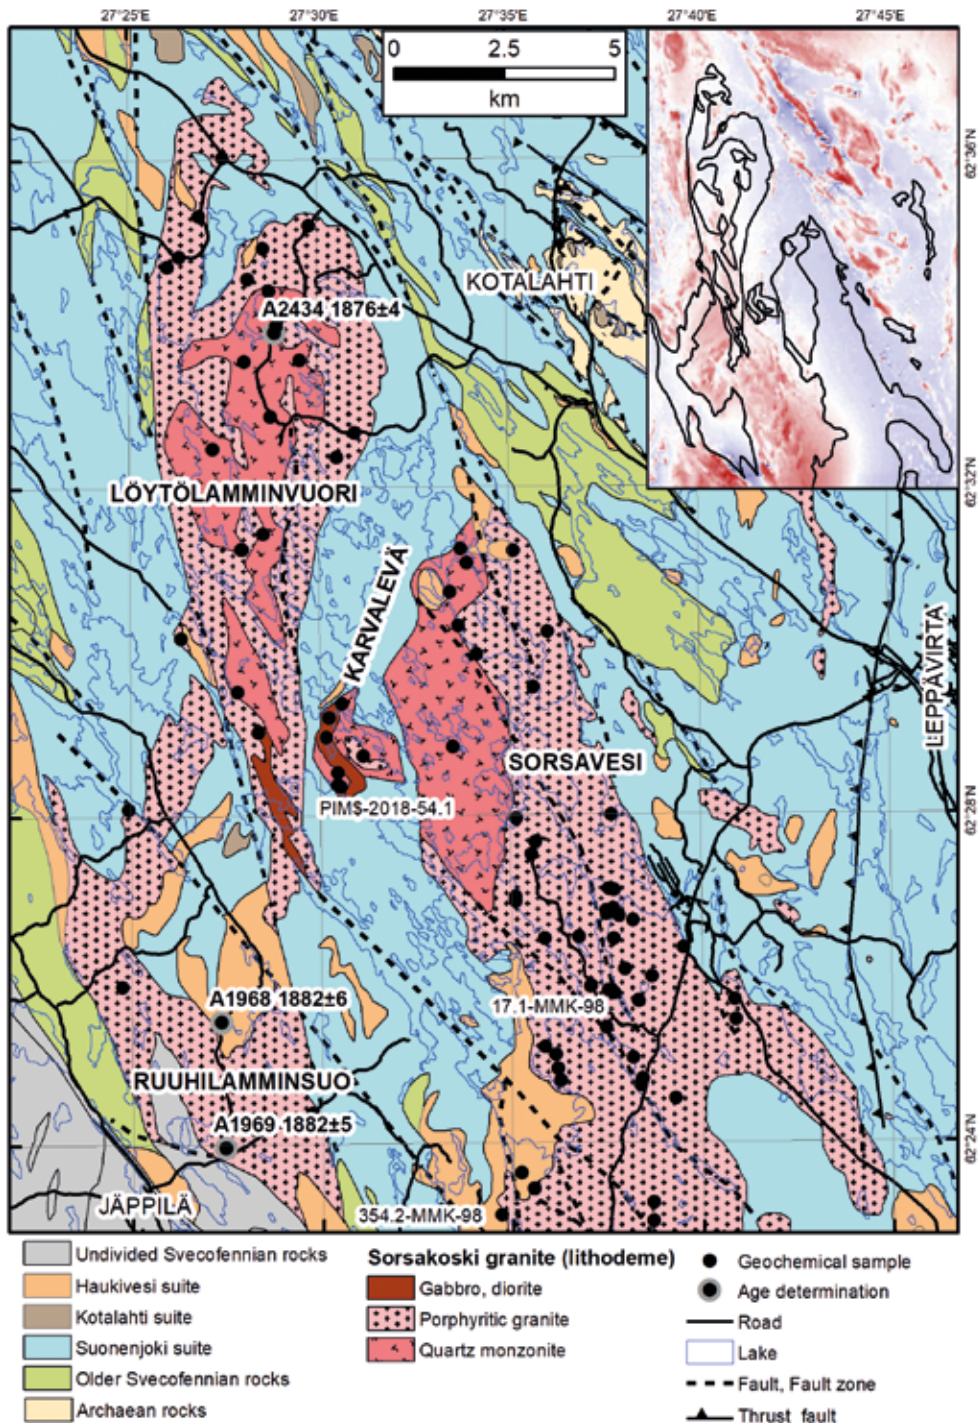 27°25'E 27°30'E 27°35'E 27°40'E 27°45'E
0 2.5 5
km
62°36'N
KOTALAHTI
A2434 1876±4
62°32'N
LÖYTÖLAMMINVUORI
KARVALEVÄ
LEPPÄVIRTA
SORSAVESI
PIM$-2018-54.1
62°28'N
A1968 1882±6
17.1-MMK-98
RUUHILAMMINSUO
A1969 1882±5
62°24'N
JÄPPILÄ
354.2-MMK-98
Undivided Svecofennian rocks
Haukivesi suite
Kotalahti suite
Suonenjoki suite
Older Svecofennian rocks
Archaean rocks
Sorsakoski granite (lithodeme)
Gabbro, diorite
Porphyritic granite
Quartz monzonite
Geochemical sample
Age determination
Road
Lake
Fault, Fault zone
Thrust fault